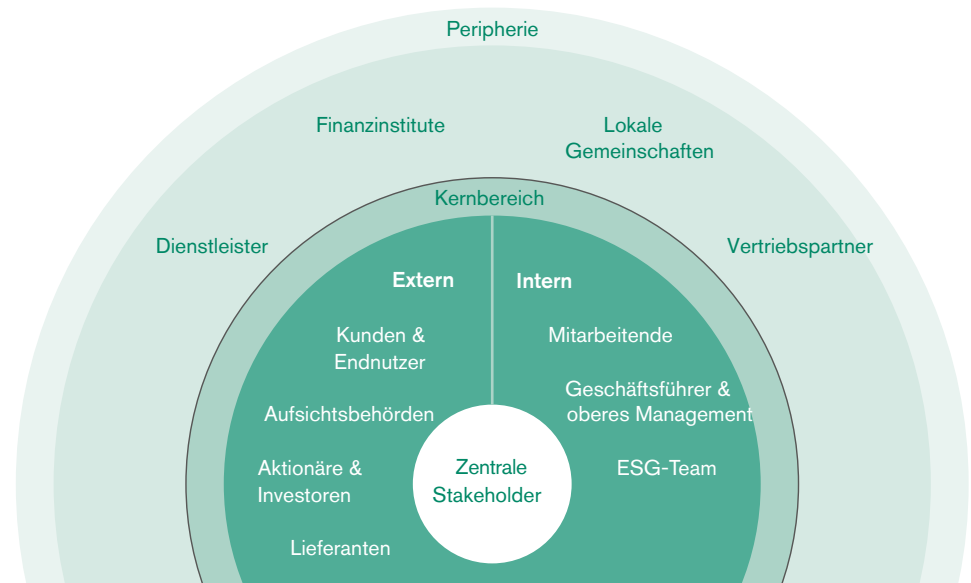 Peripherie
Finanzinstitute
Lokale
Gemeinschaften
Kernbereich
Dienstleister
Vertriebspartner
Extern
Intern
Kunden &
Endnutzer
Mitarbeitende
Aufsichtsbehörden
Geschäftsführer &
oberes Management
Aktionäre &
Investoren
Zentrale
Stakeholder
ESG-Team
Lieferanten